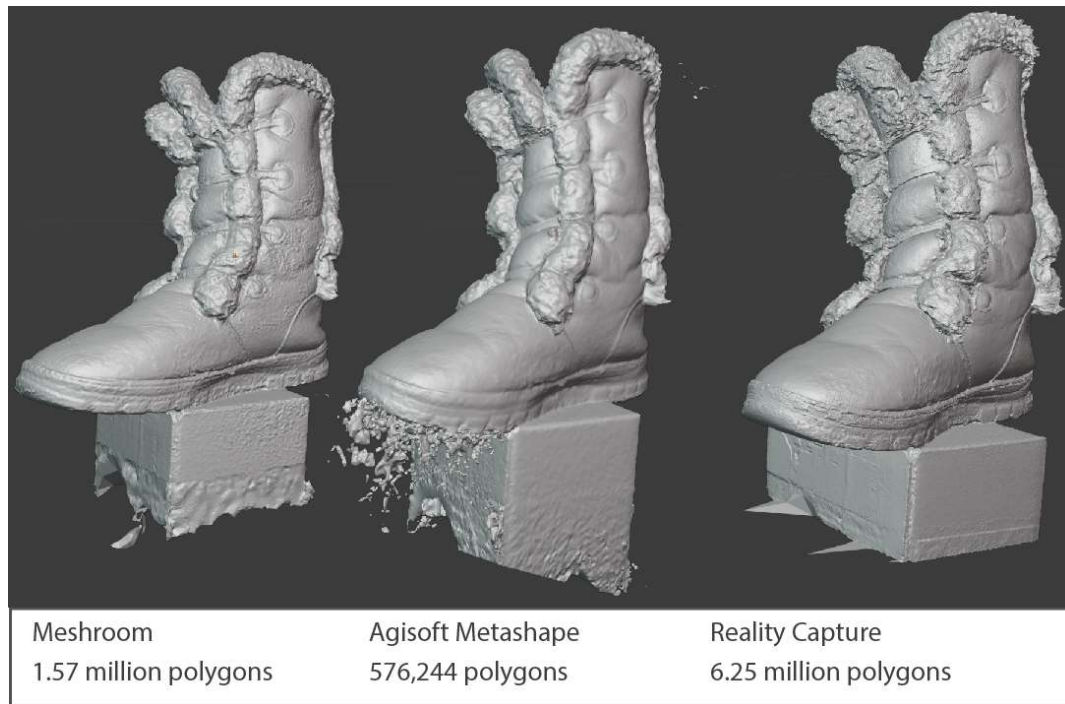 Meshroom
1.57 million polygons
Agisoft Metashape
576,244 polygons
Reality Capture
6.25 million polygons